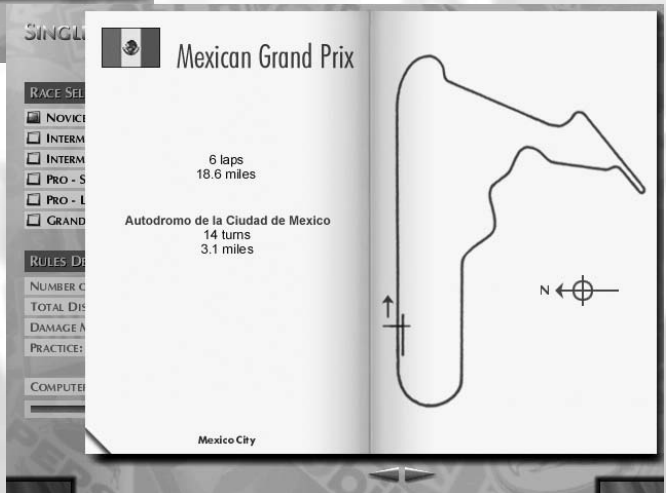 SINGL
Mexican Grand Prix
RACE SEL
NOVICE
INTERM
INTERM
PRO - S
PRO - L
GRAND
6 laps
18.6 miles
Autodromo de la Ciudad de Mexico
14 turns
3.1 miles
RULES DE
NUMBER O
TOTAL DIS
DAMAGE M
PRACTICE:
COMPUTER
N
Mexico City